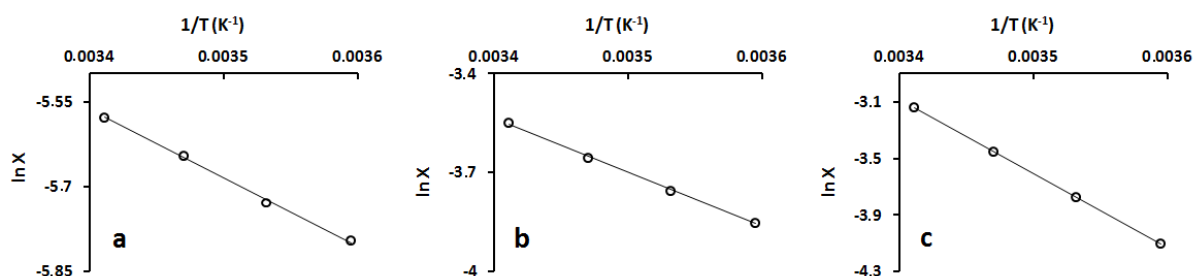 1/T (K⁻¹)
0.0034 0.0035 0.0036
-5.55
-5.7
-5.85
ln X
a
1/T (K⁻¹)
0.0034 0.0035 0.0036
-3.4
-3.7
-4
ln X
b
1/T (K⁻¹)
0.0034 0.0035 0.0036
-3.1
-3.5
-3.9
-4.3
ln X
c